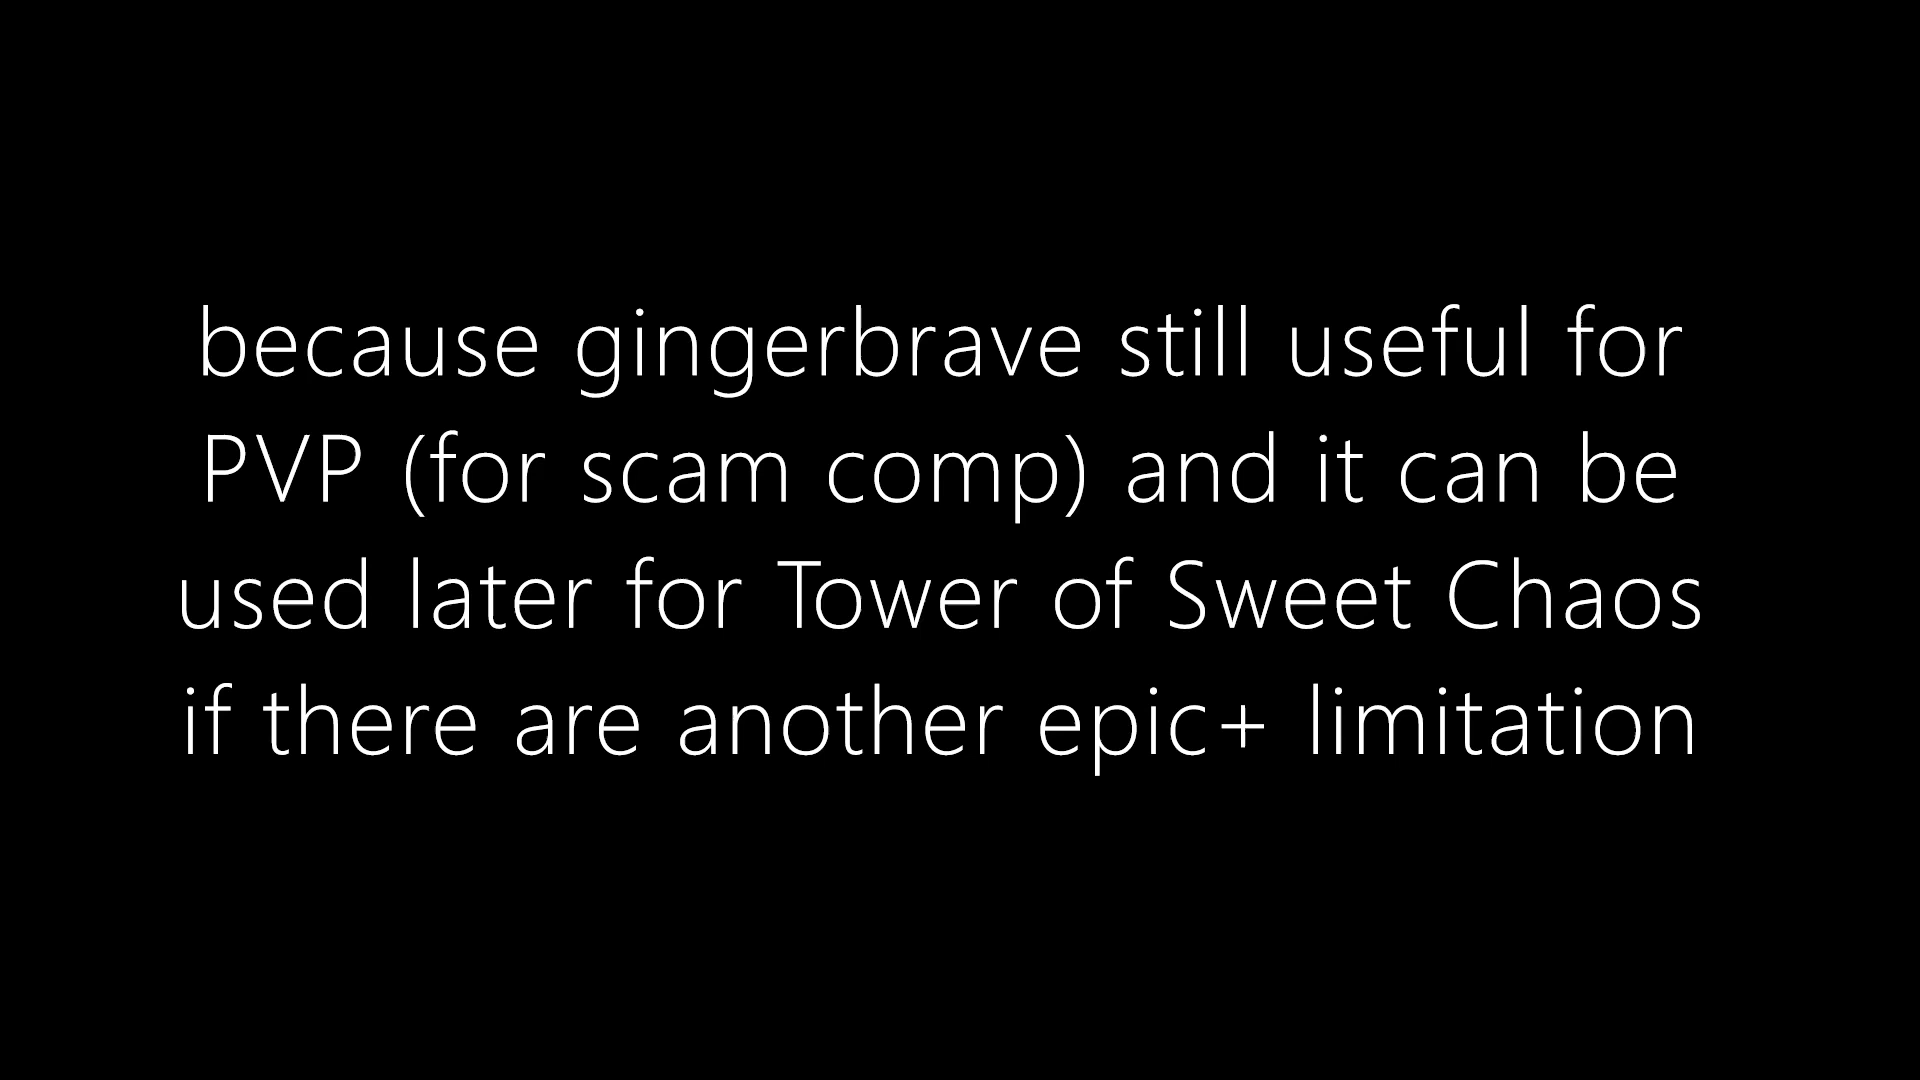 because gingerbrave still useful for
PVP (for scam comp) and it can be
used later for Tower of Sweet Chaos
if there are another epic+ limitation